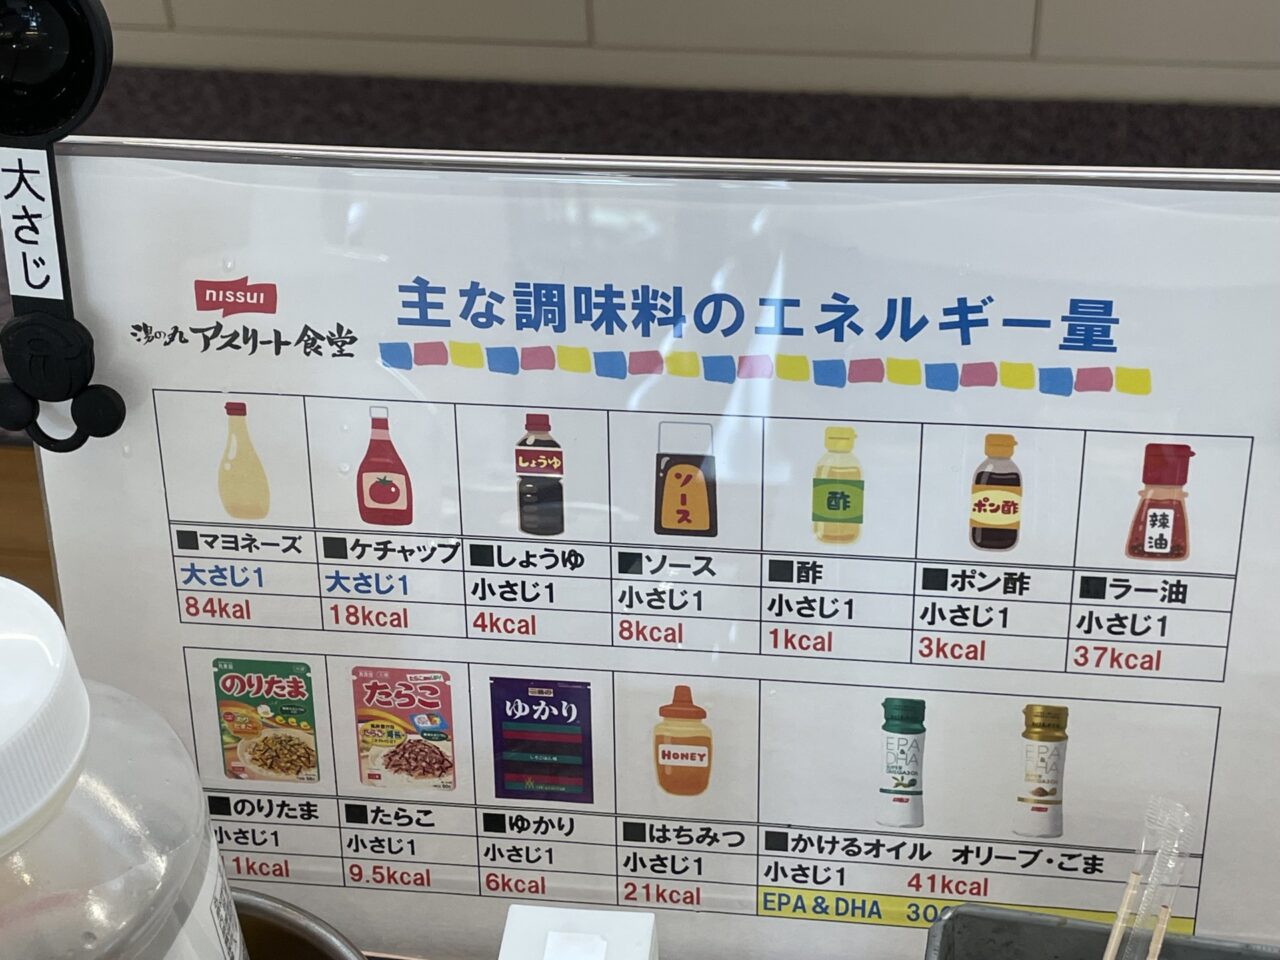 大さじ
nissui
湯の丸アスリート食堂
主な調味料のエネルギー量
しょうゆ
ソース
酢
ポン酢
辣油
■マヨネーズ ■ケチャップ ■しょうゆ ■ソース ■酢 ■ポン酢 ■ラー油
大さじ1 大さじ1 小さじ1 小さじ1 小さじ1 小さじ1 小さじ1
84kal 18kcal 4kcal 8kcal 1kcal 3kcal 37kcal
のりたま
たらこ
ゆかり
HONEY
EPA & DHA
EPA & DHA
■のりたま ■たらこ ■ゆかり ■はちみつ ■かけるオイル オリーブ・ごま
小さじ1 小さじ1 小さじ1 小さじ1 小さじ1 41kcal
1kcal 9.5kcal 6kcal 21kcal EPA&DHA